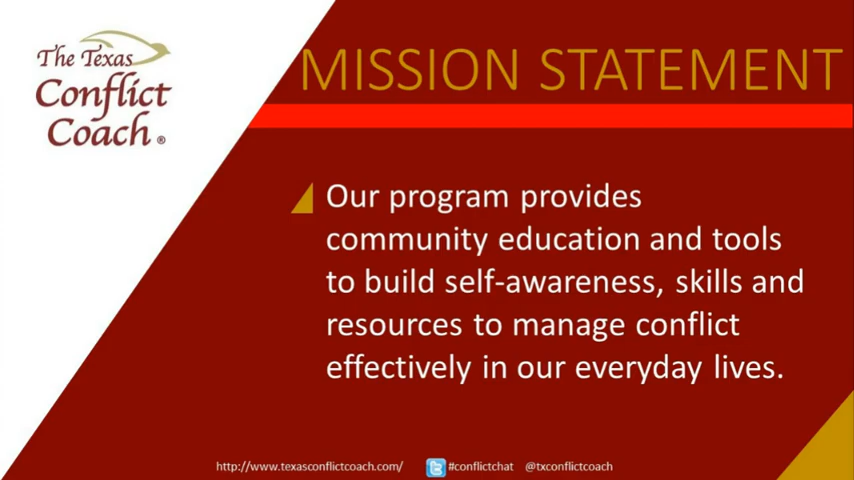 The Texas
Conflict
Coach®
MISSION STATEMENT
Our program provides
community education and tools
to build self-awareness, skills and
resources to manage conflict
effectively in our everyday lives.
http://www.texasconflictcoach.com/ #conflictchat @txconflictcoach